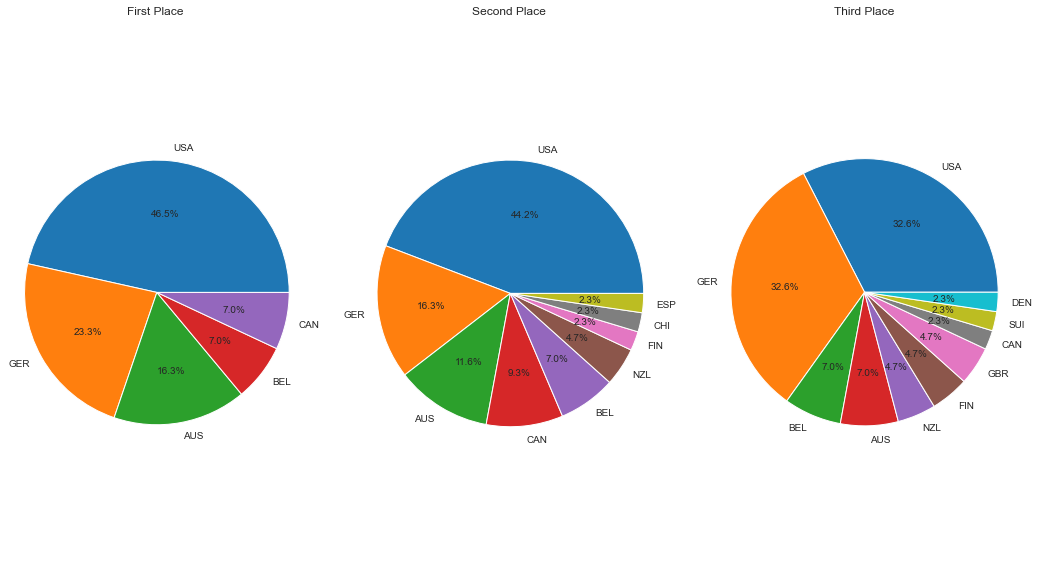 First Place
USA
46.5%
GER
23.3%
AUS
16.3%
BEL
7.0%
CAN
7.0%
Second Place
USA
44.2%
GER
16.3%
AUS
11.6%
CAN
9.3%
BEL
7.0%
NZL
4.7%
FIN
2.3%
CHI
2.3%
ESP
2.3%
Third Place
USA
32.6%
GER
32.6%
BEL
7.0%
AUS
7.0%
NZL
4.7%
FIN
4.7%
GBR
4.7%
CAN
2.3%
SUI
2.3%
DEN
2.3%